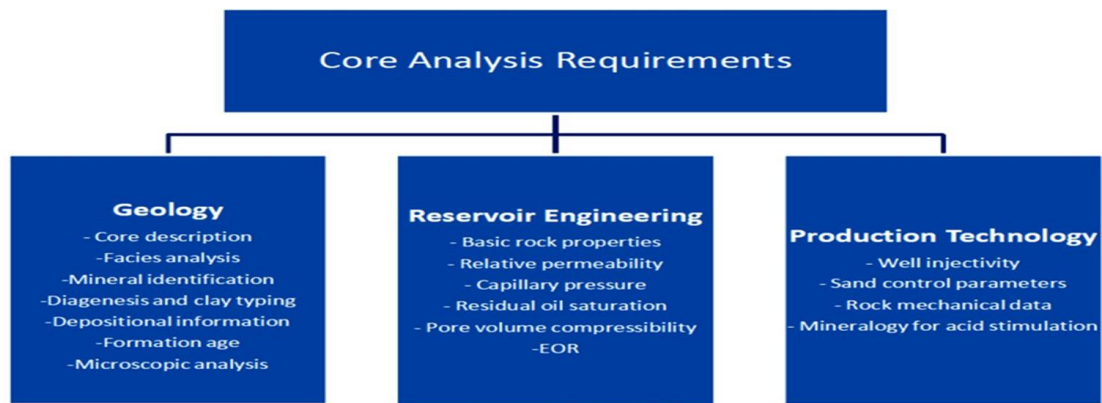 Core Analysis Requirements
Geology
- Core description
- Facies analysis
-Mineral identification
-Diagenesis and clay typing
-Depositional information
-Formation age
-Microscopic analysis
Reservoir Engineering
- Basic rock properties
- Relative permeability
- Capillary pressure
- Residual oil saturation
- Pore volume compressibility
-EOR
Production Technology
- Well injectivity
- Sand control parameters
- Rock mechanical data
- Mineralogy for acid stimulation